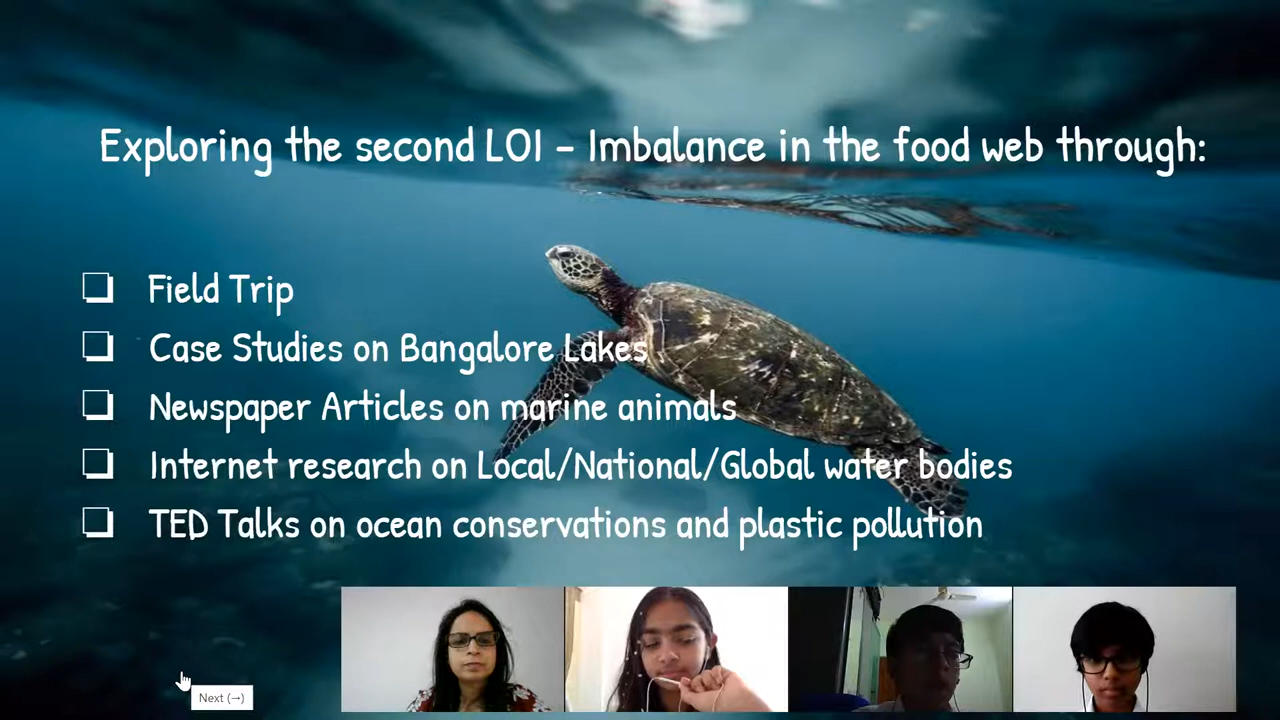 Exploring the second LOI - Imbalance in the food web through:
❏ Field Trip
❏ Case Studies on Bangalore Lakes
❏ Newspaper Articles on marine animals
❏ Internet research on Local/National/Global water bodies
❏ TED Talks on ocean conservations and plastic pollution
Next (→)